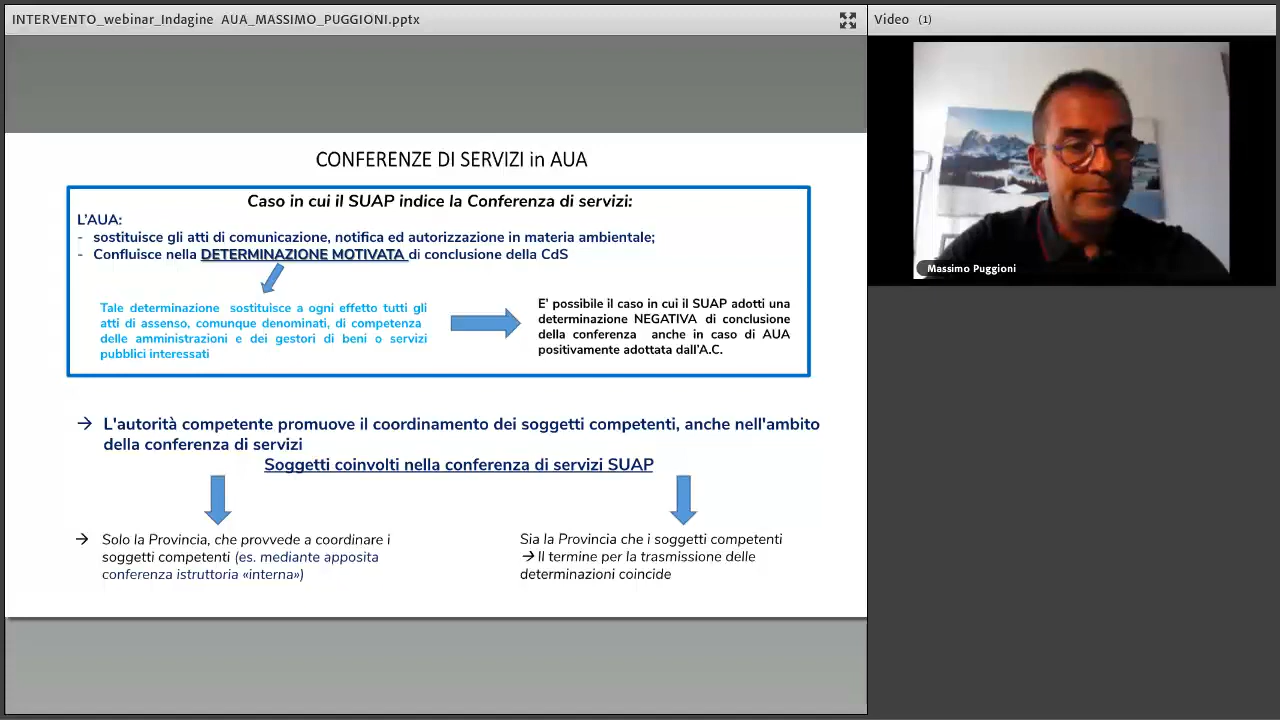 INTERVENTO_webinar_Indagine AUA_MASSIMO_PUGGIONI.pptx
Video (1)
Massimo Puggioni
CONFERENZE DI SERVIZI in AUA
Caso in cui il SUAP indice la Conferenza di servizi:
L'AUA:
- sostituisce gli atti di comunicazione, notifica ed autorizzazione in materia ambientale;
- Confluisce nella DETERMINAZIONE MOTIVATA di conclusione della CdS
Tale determinazione sostituisce a ogni effetto tutti gli
atti di assenso, comunque denominati, di competenza
delle amministrazioni e dei gestori di beni o servizi
pubblici interessati
E' possibile il caso in cui il SUAP adotti una
determinazione NEGATIVA di conclusione
della conferenza anche in caso di AUA
positivamente adottata dall'A.C.
→ L'autorità competente promuove il coordinamento dei soggetti competenti, anche nell'ambito
della conferenza di servizi
Soggetti coinvolti nella conferenza di servizi SUAP
→ Solo la Provincia, che provvede a coordinare i
soggetti competenti (es. mediante apposita
conferenza istruttoria «interna»)
Sia la Provincia che i soggetti competenti
→ Il termine per la trasmissione delle
determinazioni coincide